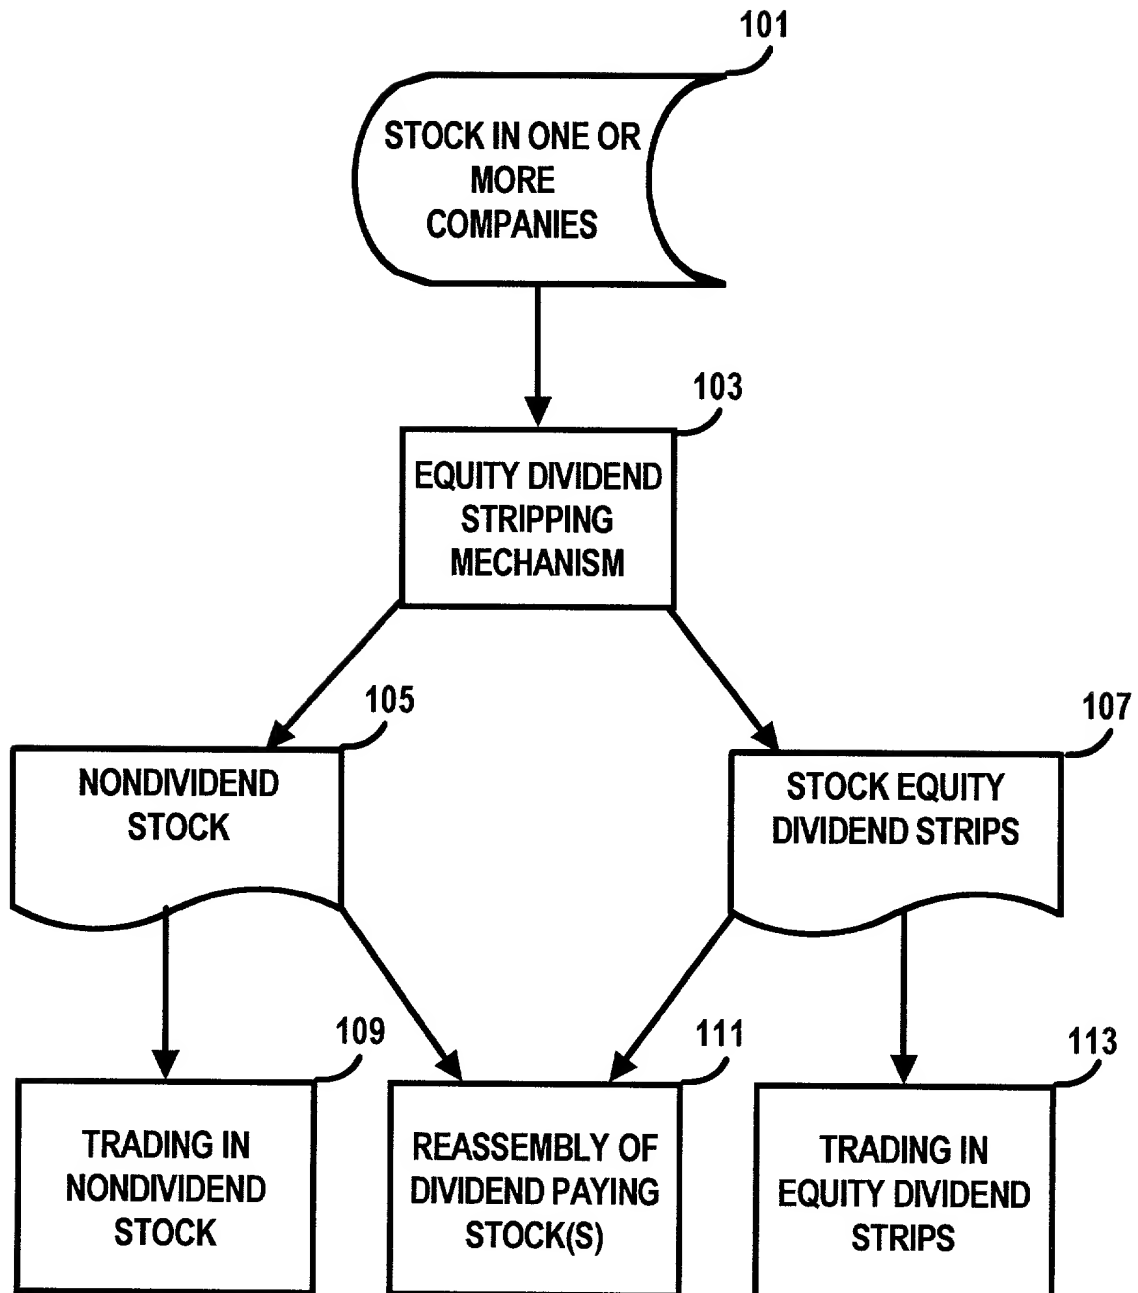 101
STOCK IN ONE OR
MORE
COMPANIES
103
EQUITY DIVIDEND
STRIPPING
MECHANISM
105
NONDIVIDEND
STOCK
107
STOCK EQUITY
DIVIDEND STRIPS
109
TRADING IN
NONDIVIDEND
STOCK
111
REASSEMBLY OF
DIVIDEND PAYING
STOCK(S)
113
TRADING IN
EQUITY DIVIDEND
STRIPS